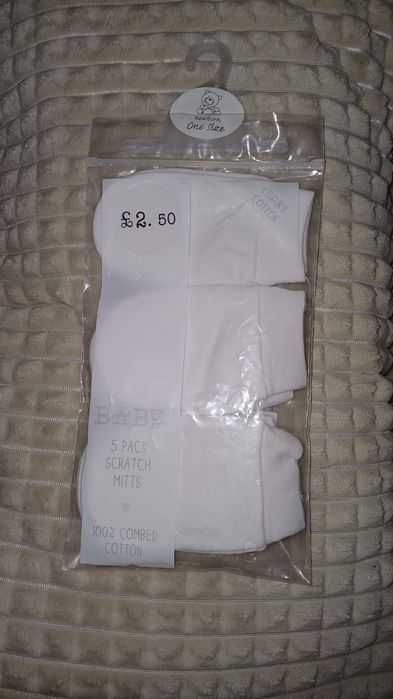 newborn
One Size
LUXURY
COTTON
£2.50
BABY
5 PACK
SCRATCH
MITTS
100% COMBED
COTTON